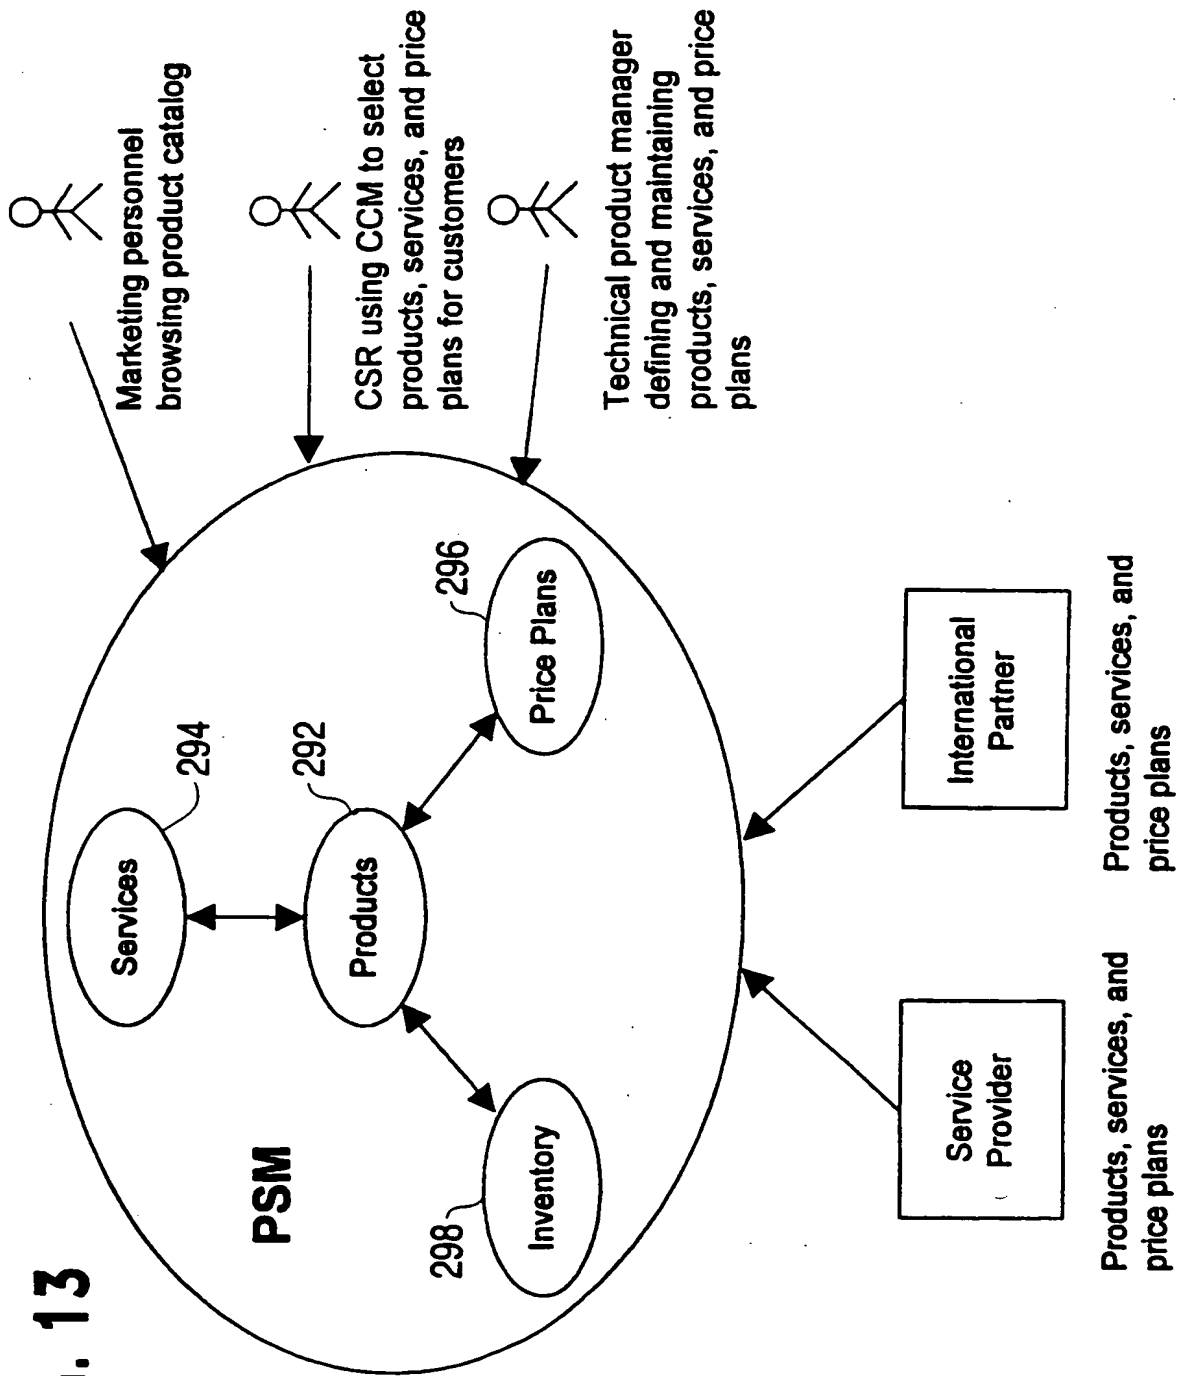 13
PSM
Services
294
Products
292
Inventory
298
Price Plans
296
Marketing personnel
browsing product catalog
CSR using CCM to select
products, services, and price
plans for customers
Technical product manager
defining and maintaining
products, services, and price
plans
Service
Provider
Products, services, and
price plans
International
Partner
Products, services, and
price plans